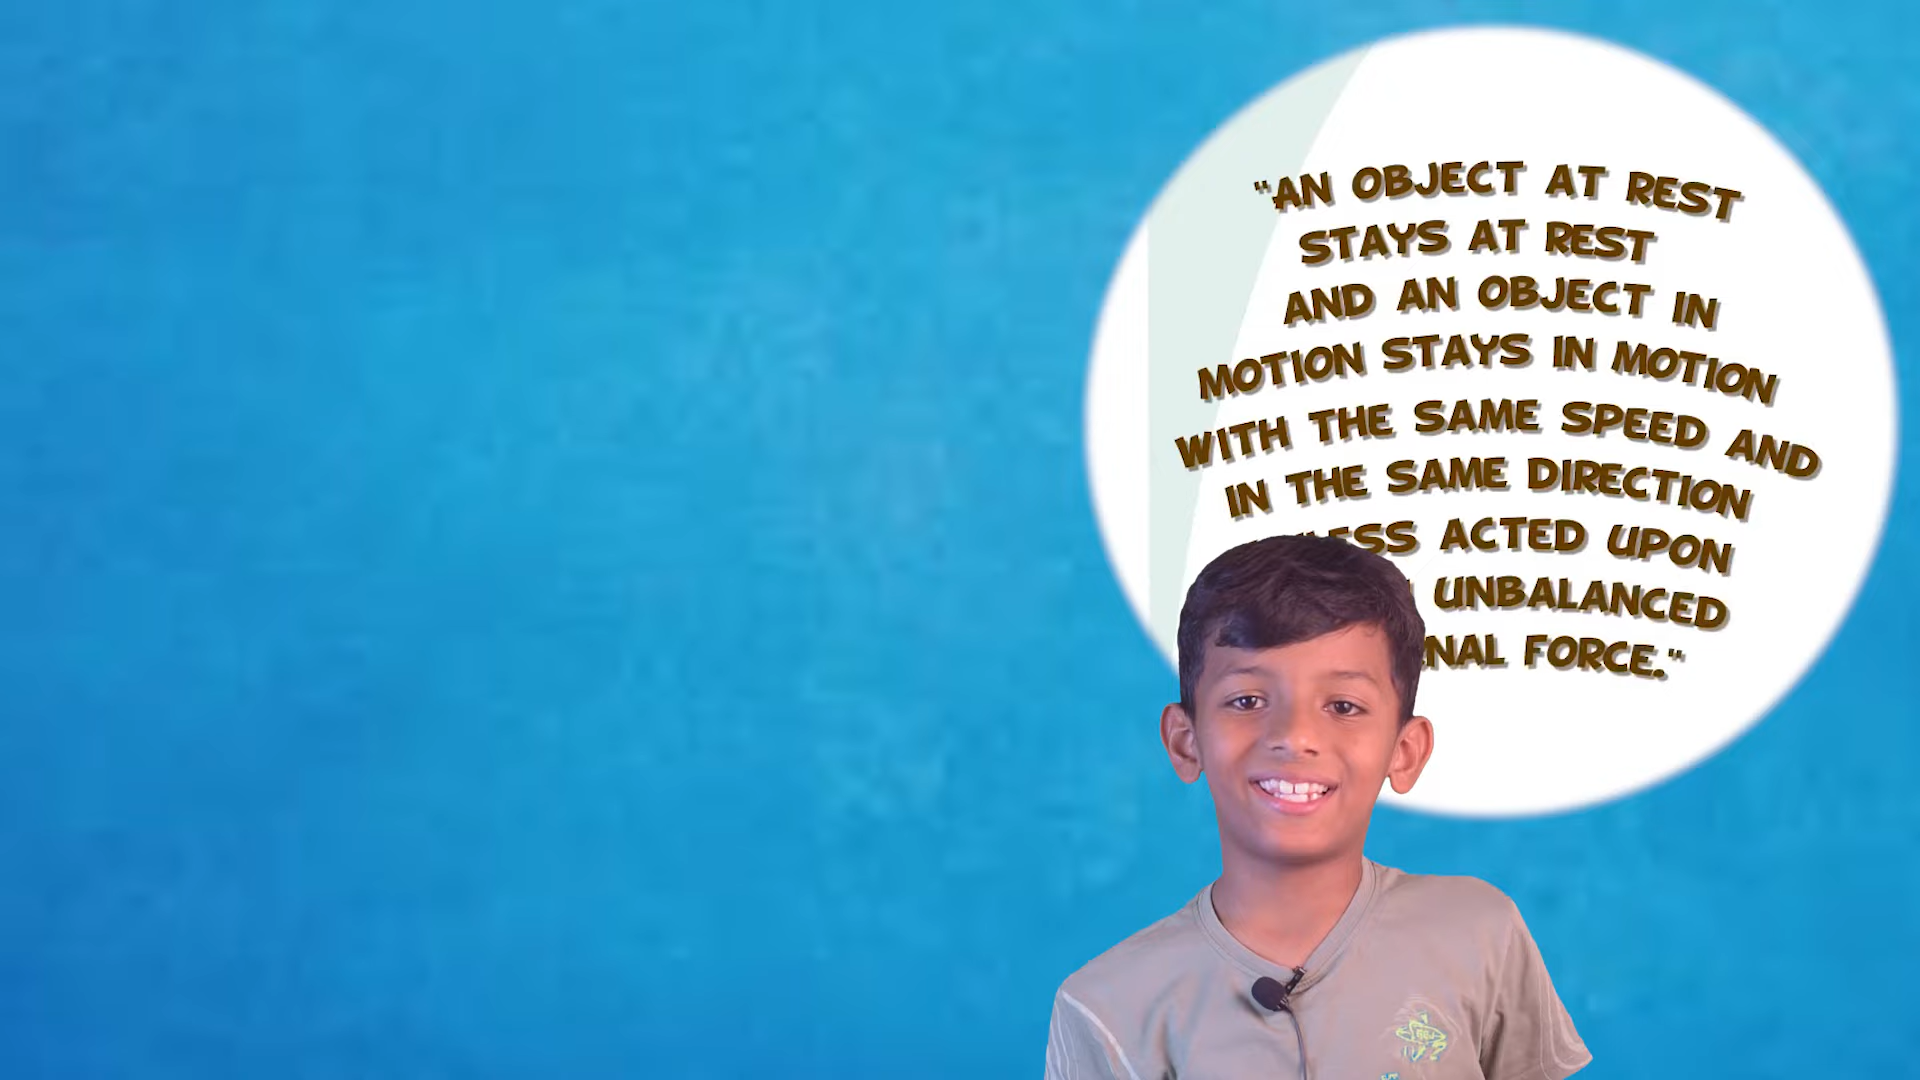 "AN OBJECT AT REST
STAYS AT REST
AND AN OBJECT IN
MOTION STAYS IN MOTION
WITH THE SAME SPEED AND
IN THE SAME DIRECTION
ACTED UPON
UNBALANCED
FORCE."